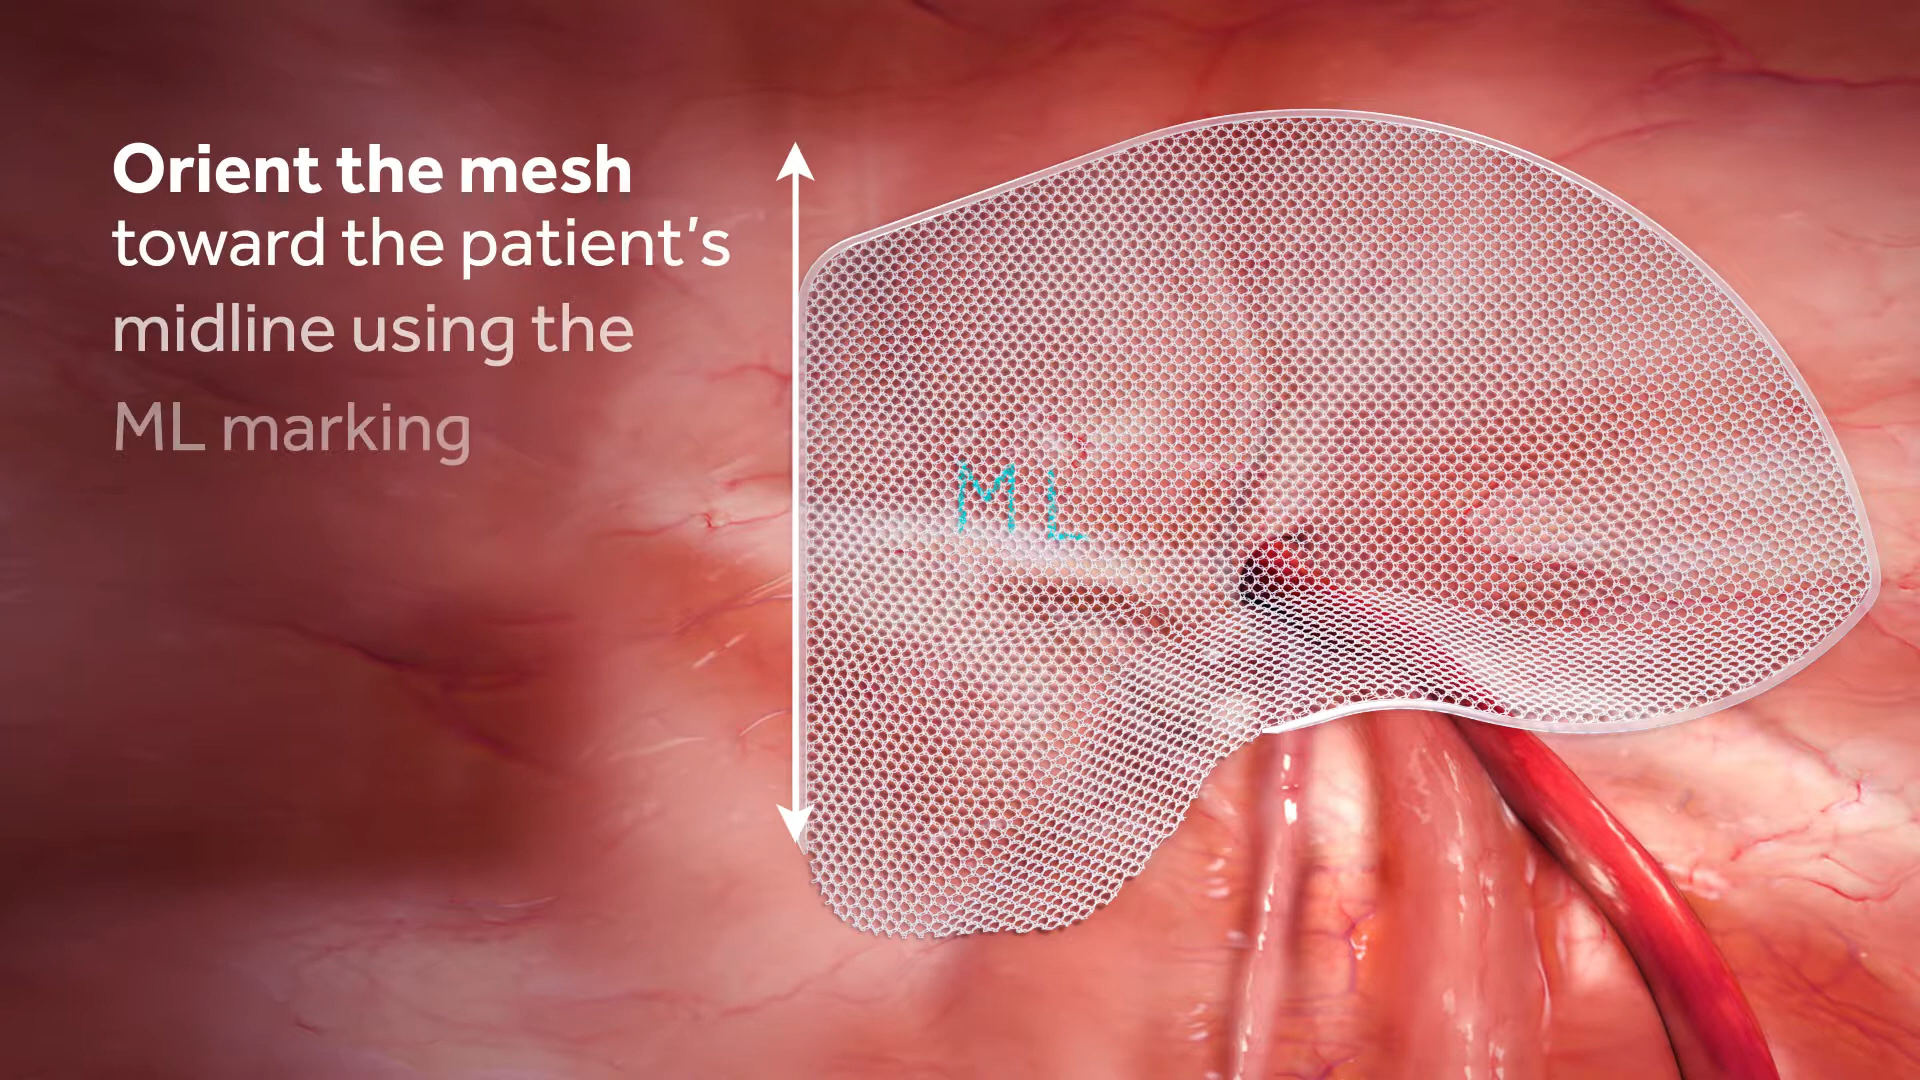 Orient the mesh
toward the patient's
midline using the
ML marking
ML